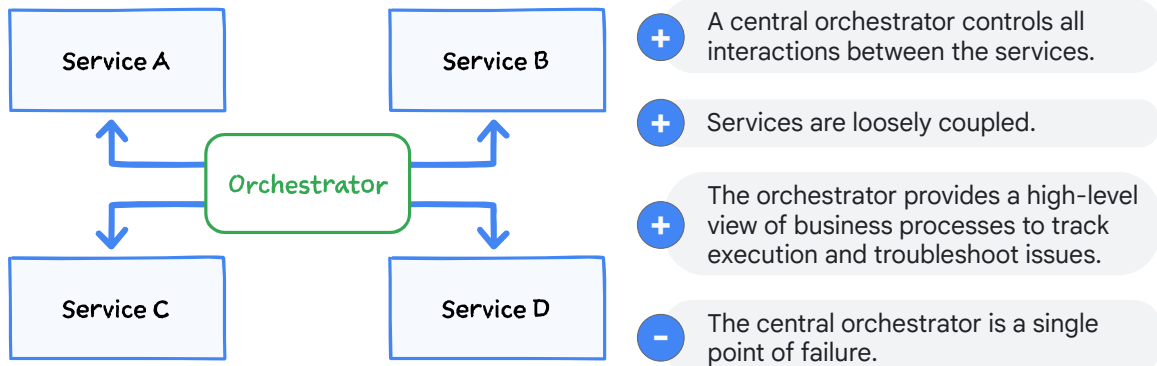 Service A
Service B
Orchestrator
Service C
Service D
+ A central orchestrator controls all
interactions between the services.
+ Services are loosely coupled.
+ The orchestrator provides a high-level
view of business processes to track
execution and troubleshoot issues.
- The central orchestrator is a single
point of failure.